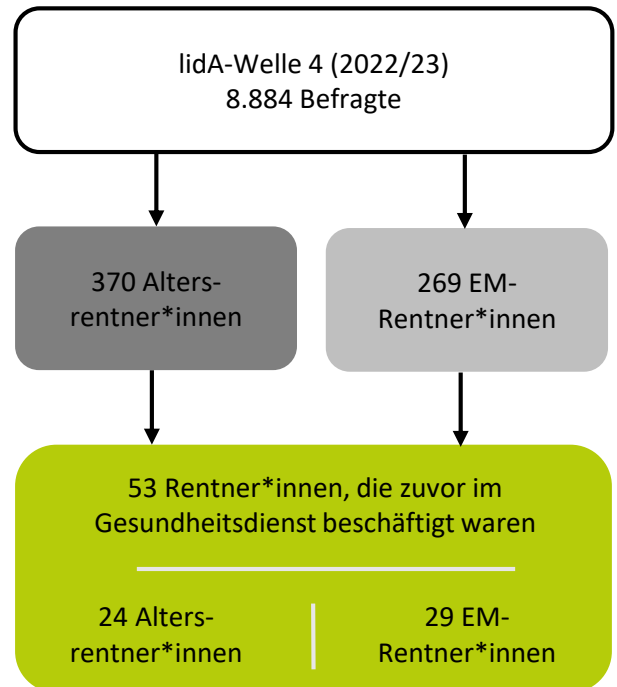 lidA-Welle 4 (2022/23)
8.884 Befragte
370 Alters-
rentner*innen
269 EM-
Rentner*innen
53 Rentner*innen, die zuvor im
Gesundheitsdienst beschäftigt waren
24 Alters-
rentner*innen
29 EM-
Rentner*innen